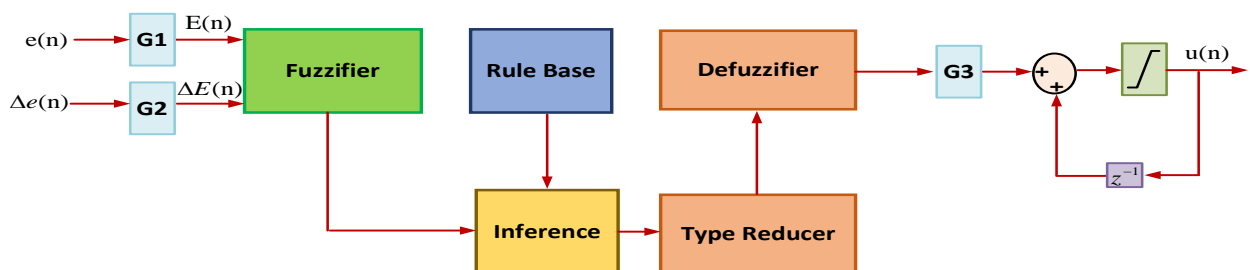 e(n)
G1
E(n)
Δe(n)
G2
ΔE(n)
Fuzzifier
Rule Base
Inference
Type Reducer
Defuzzifier
G3
+
+
u(n)
z⁻¹